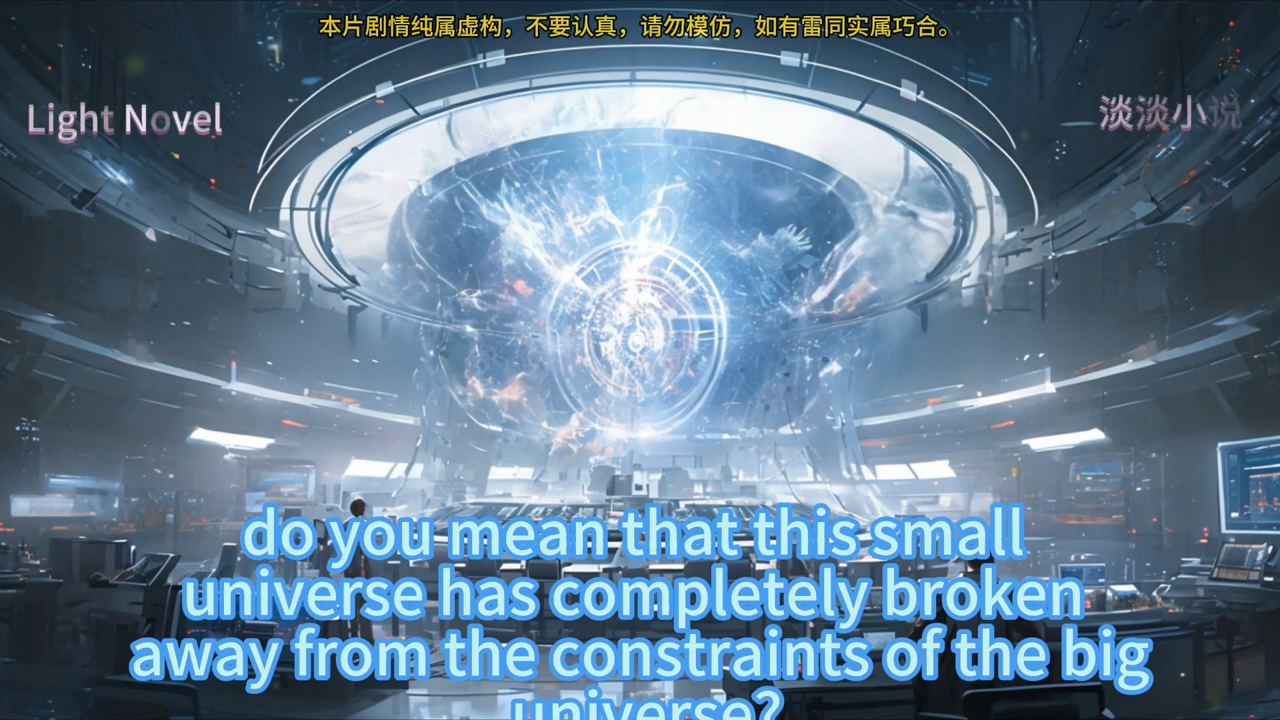 本片剧情纯属虚构，不要认真，请勿模仿，如有雷同实属巧合。
Light Novel
淡淡小说
do you mean that this small
universe has completely broken
away from the constraints of the big
universe?